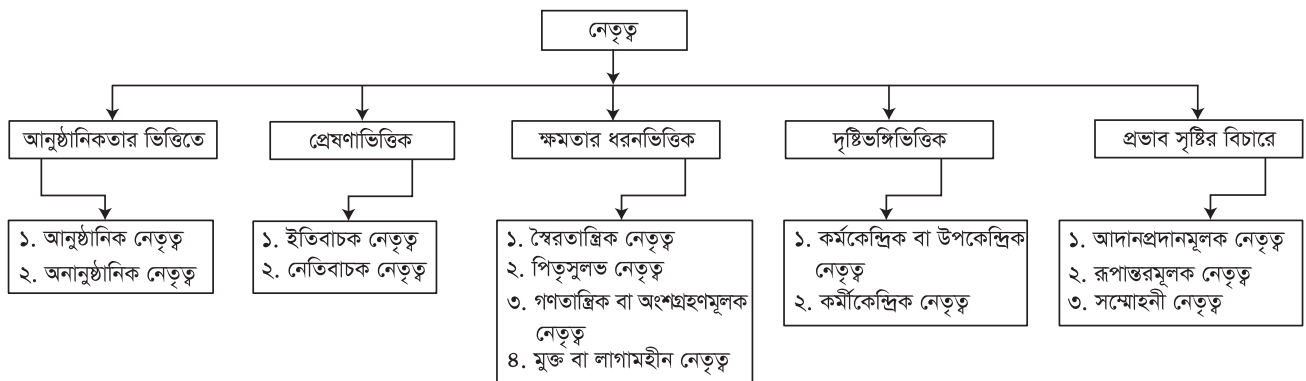 নেতৃত্ব
আনুষ্ঠানিকতার ভিত্তিতে
প্রেষণাভিত্তিক
ক্ষমতার ধরনভিত্তিক
দৃষ্টিভঙ্গিভিত্তিক
প্রভাব সৃষ্টির বিচারে
১. আনুষ্ঠানিক নেতৃত্ব
২. অনানুষ্ঠানিক নেতৃত্ব
১. ইতিবাচক নেতৃত্ব
২. নেতিবাচক নেতৃত্ব
১. স্বৈরতান্ত্রিক নেতৃত্ব
২. পিতৃসুলভ নেতৃত্ব
৩. গণতান্ত্রিক বা অংশগ্রহণমূলক
নেতৃত্ব
৪. মুক্ত বা লাগামহীন নেতৃত্ব
১. কর্মকেন্দ্রিক বা উপকেন্দ্রিক
নেতৃত্ব
২. কর্মীকেন্দ্রিক নেতৃত্ব
১. আদানপ্রদানমূলক নেতৃত্ব
২. রূপান্তরমূলক নেতৃত্ব
৩. সম্মোহনী নেতৃত্ব